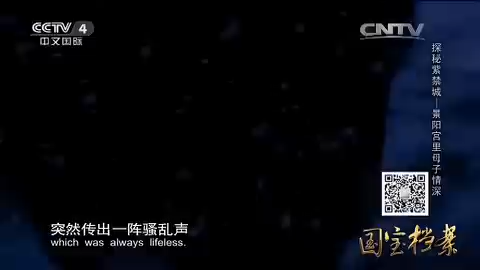 CCTV 4
中文国际
CNTV
探秘紫禁城—景阳宫里母子情深
突然传出一阵骚乱声
which was always lifeless.
国宝档案